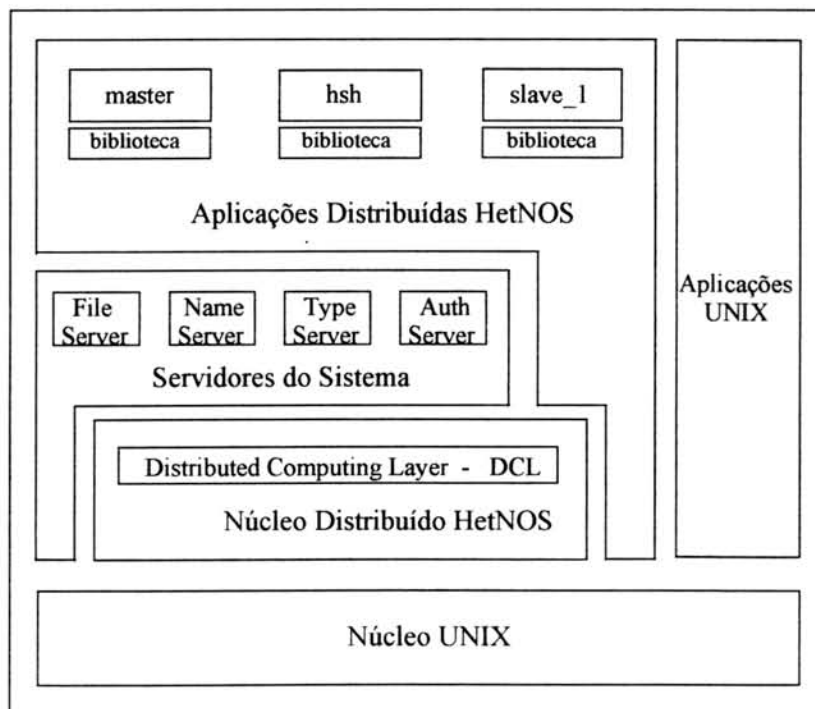 master
hsh
slave_1
biblioteca
biblioteca
biblioteca
Aplicações Distribuídas HetNOS
Aplicações
UNIX
File
Server
Name
Server
Type
Server
Auth
Server
Servidores do Sistema
Distributed Computing Layer - DCL
Núcleo Distribuído HetNOS
Núcleo UNIX